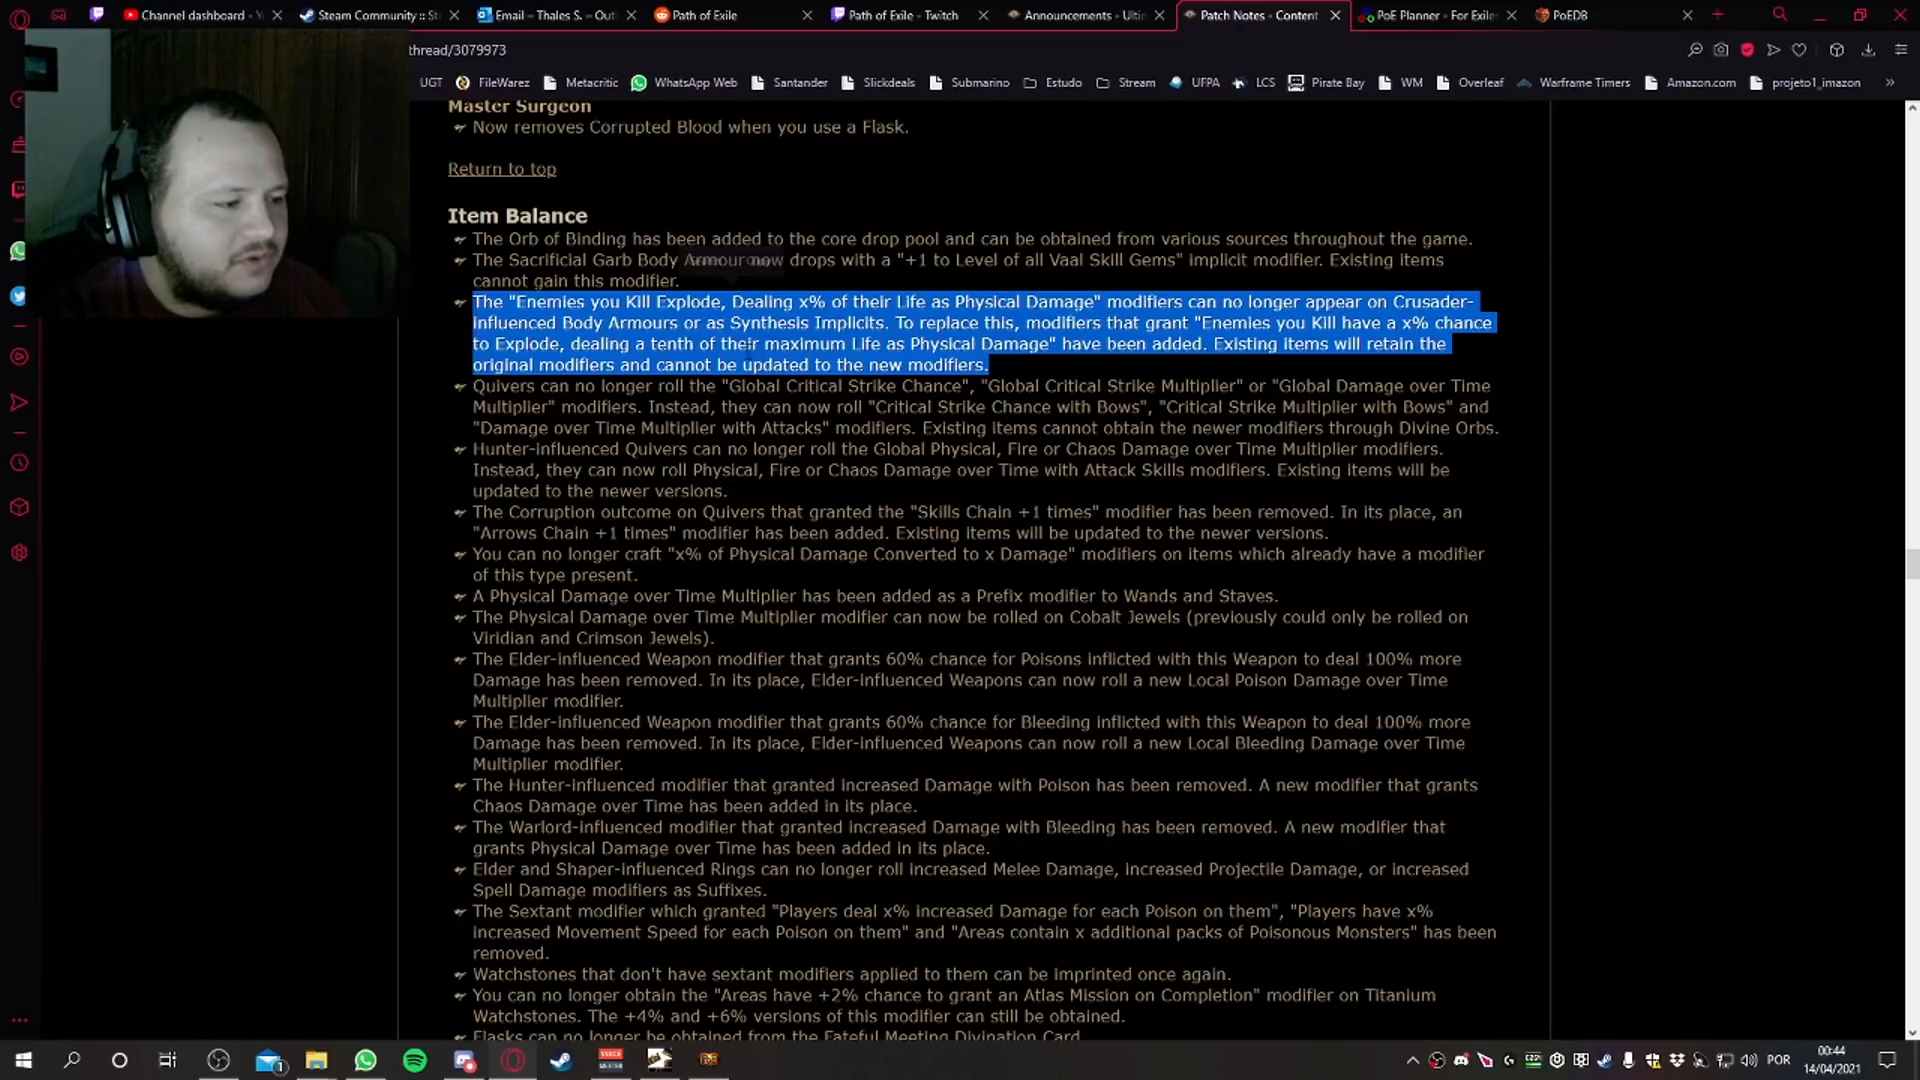 Channel dashboard - Y
Steam Community :: St
Email – Thales S. – Out
Path of Exile
Path of Exile - Twitch
Announcements - Ulti
Patch Notes - Content
PoE Planner - For Exile
PoEDB
thread/3079973
UGT
FileWarez
Metacritic
WhatsApp Web
Santander
Slickdeals
Submarino
Estudo
Stream
UFPA
LCS
Pirate Bay
WM
Overleaf
Warframe Timers
Amazon.com
projeto1_imazon
Master Surgeon
Now removes Corrupted Blood when you use a Flask.
Return to top
Item Balance
The Orb of Binding has been added to the core drop pool and can be obtained from various sources throughout the game.
The Sacrificial Garb Body Armour now drops with a "+1 to Level of all Vaal Skill Gems" implicit modifier. Existing items
cannot gain this modifier.
The "Enemies you Kill Explode, Dealing x% of their Life as Physical Damage" modifiers can no longer appear on Crusader-
influenced Body Armours or as Synthesis Implicits. To replace this, modifiers that grant "Enemies you Kill have a x% chance
to Explode, dealing a tenth of their maximum Life as Physical Damage" have been added. Existing items will retain the
original modifiers and cannot be updated to the new modifiers.
Quivers can no longer roll the "Global Critical Strike Chance", "Global Critical Strike Multiplier" or "Global Damage over Time
Multiplier" modifiers. Instead, they can now roll "Critical Strike Chance with Bows", "Critical Strike Multiplier with Bows" and
"Damage over Time Multiplier with Attacks" modifiers. Existing items cannot obtain the newer modifiers through Divine Orbs.
Hunter-influenced Quivers can no longer roll the Global Physical, Fire or Chaos Damage over Time Multiplier modifiers.
Instead, they can now roll Physical, Fire or Chaos Damage over Time with Attack Skills modifiers. Existing items will be
updated to the newer versions.
The Corruption outcome on Quivers that granted the "Skills Chain +1 times" modifier has been removed. In its place, an
"Arrows Chain +1 times" modifier has been added. Existing items will be updated to the newer versions.
You can no longer craft "x% of Physical Damage Converted to x Damage" modifiers on items which already have a modifier
of this type present.
A Physical Damage over Time Multiplier has been added as a Prefix modifier to Wands and Staves.
The Physical Damage over Time Multiplier modifier can now be rolled on Cobalt Jewels (previously could only be rolled on
Viridian and Crimson Jewels).
The Elder-influenced Weapon modifier that grants 60% chance for Poisons inflicted with this Weapon to deal 100% more
Damage has been removed. In its place, Elder-influenced Weapons can now roll a new Local Poison Damage over Time
Multiplier modifier.
The Elder-influenced Weapon modifier that grants 60% chance for Bleeding inflicted with this Weapon to deal 100% more
Damage has been removed. In its place, Elder-influenced Weapons can now roll a new Local Bleeding Damage over Time
Multiplier modifier.
The Hunter-influenced modifier that granted increased Damage with Poison has been removed. A new modifier that grants
Chaos Damage over Time has been added in its place.
The Warlord-influenced modifier that granted increased Damage with Bleeding has been removed. A new modifier that
grants Physical Damage over Time has been added in its place.
Elder and Shaper-influenced Rings can no longer roll increased Melee Damage, increased Projectile Damage, or increased
Spell Damage modifiers as Suffixes.
The Sextant modifier which granted "Players deal x% increased Damage for each Poison on them", "Players have x%
increased Movement Speed for each Poison on them" and "Areas contain x additional packs of Poisonous Monsters" has been
removed.
Watchstones that don't have sextant modifiers applied to them can be imprinted once again.
You can no longer obtain the "Areas have +2% chance to grant an Atlas Mission on Completion" modifier on Titanium
Watchstones. The +4% and +6% versions of this modifier can still be obtained.
Flasks can no longer be obtained from the Fateful Meeting Divination Card.
POR
00:44
14/04/2021